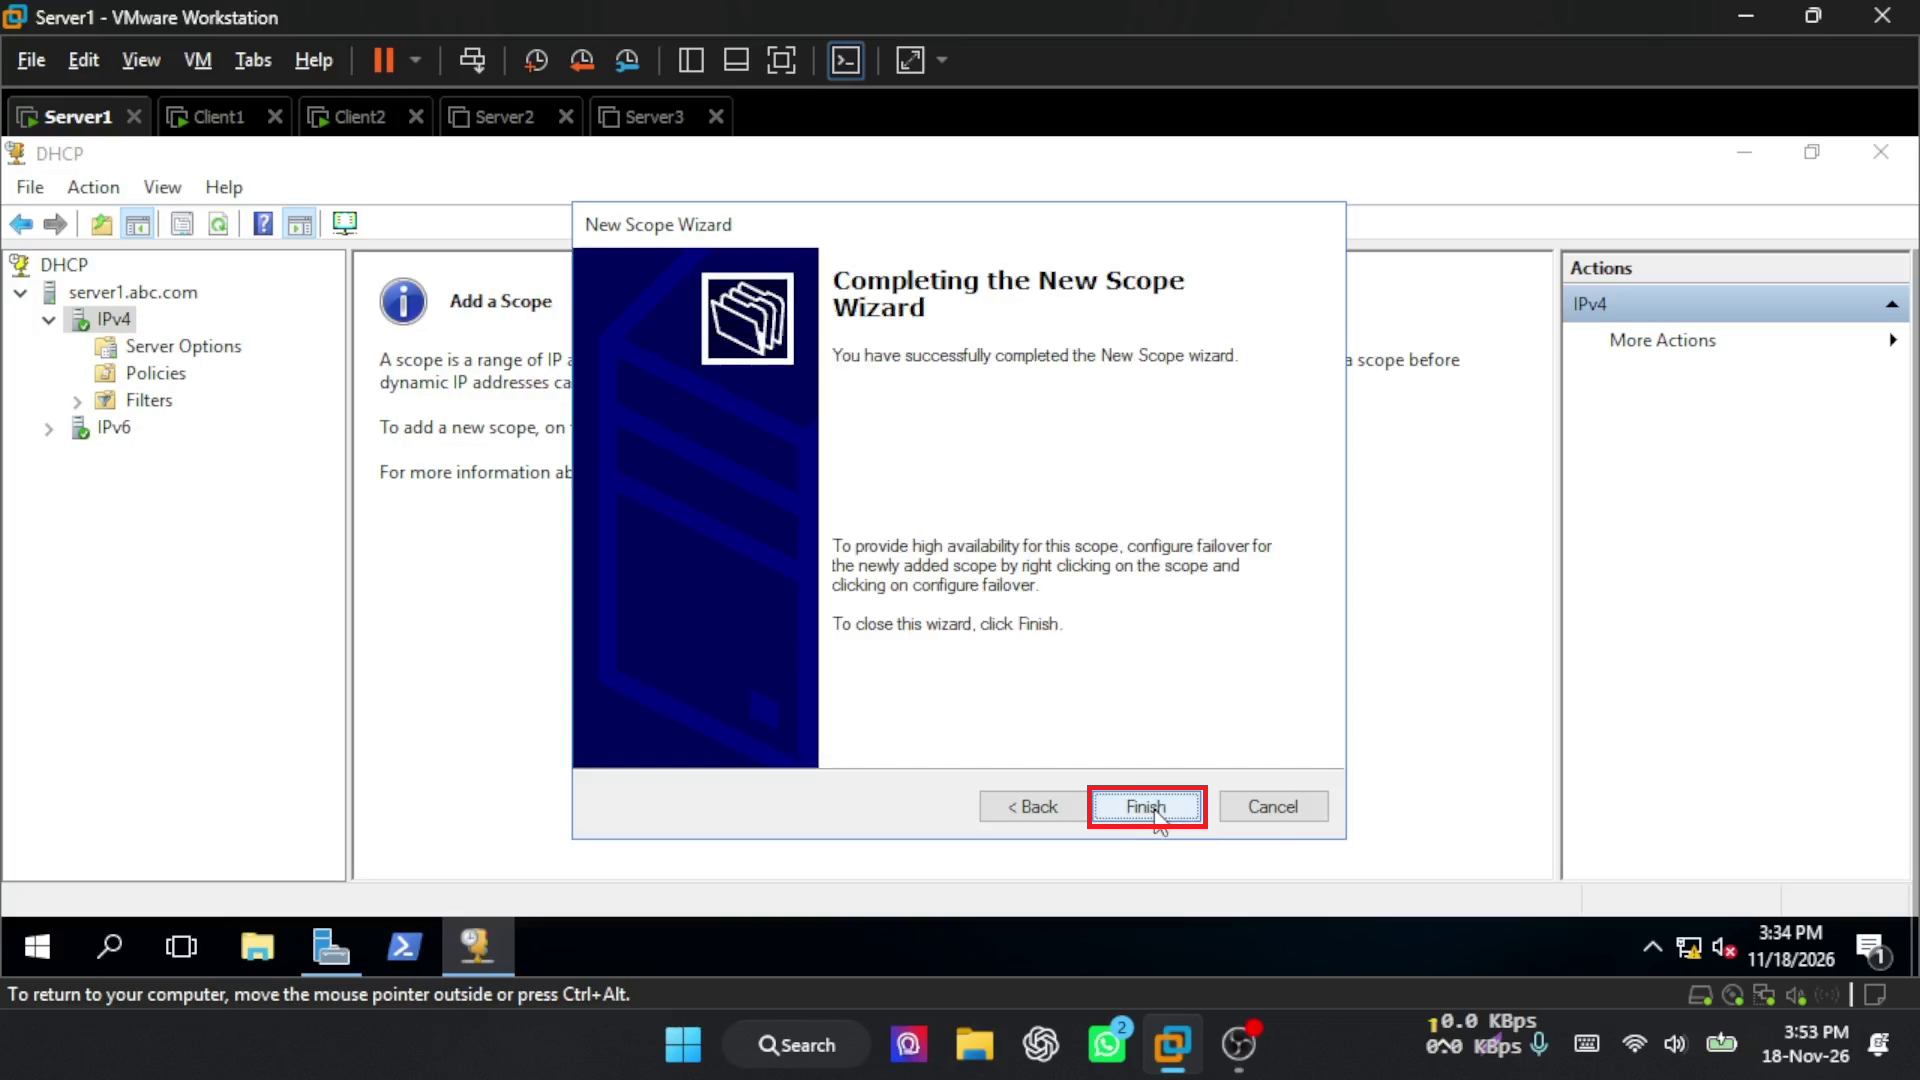 Server1 - VMware Workstation
File Edit View VM Tabs Help
Server1 Client1 Client2 Server2 Server3
DHCP
File Action View Help
New Scope Wizard
DHCP
server1.abc.com
IPv4
Server Options
Policies
Filters
IPv6
Add a Scope
A scope is a range of IP a
a scope before
dynamic IP addresses ca
To add a new scope, on
For more information ab
Completing the New Scope
Wizard
You have successfully completed the New Scope wizard.
To provide high availability for this scope, configure failover for
the newly added scope by right clicking on the scope and
clicking on configure failover.
To close this wizard, click Finish.
< Back Finish Cancel
Actions
IPv4
More Actions
3:34 PM
11/18/2026
1
To return to your computer, move the mouse pointer outside or press Ctrl+Alt.
Search
2
0.0 KBps
0.0 KBps
3:53 PM
18-Nov-26